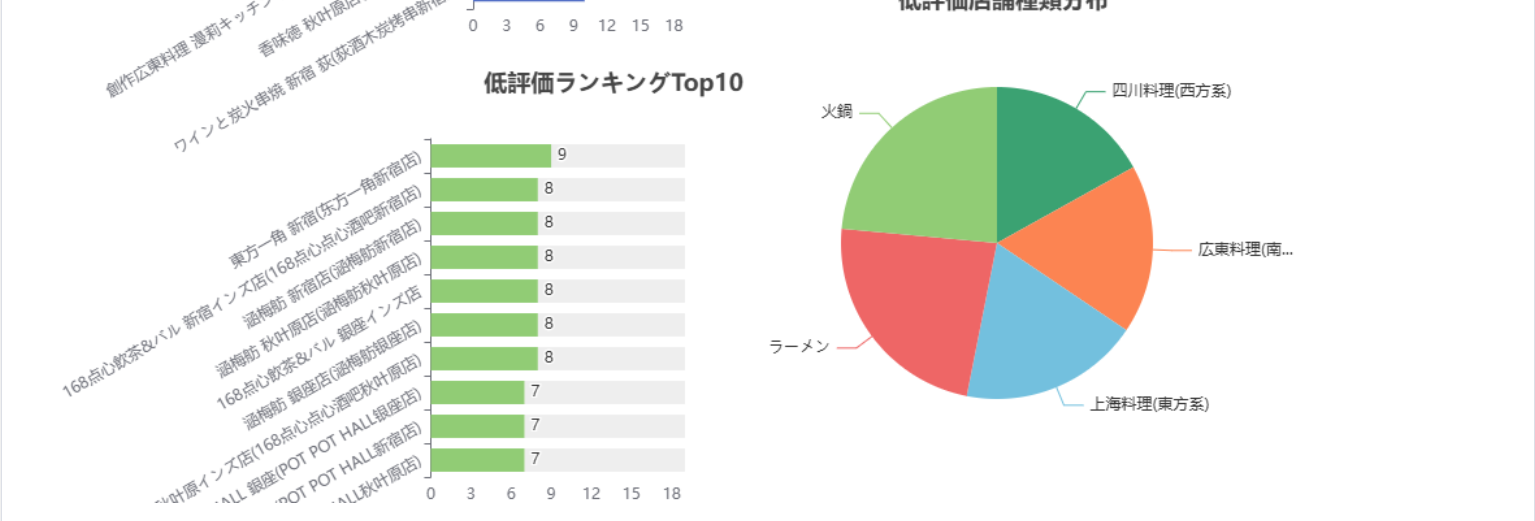 創作広東料理 漫莉キッチン
香味徳 秋叶原店
ワインと炭火串焼 新宿 荻(荻酒木炭烤串新宿
0 3 6 9 12 15 18
低評価店舗種類分布
低評価ランキングTop10
東方一角 新宿(东方一角新宿店) 9
168点心飲茶&バル 新宿インズ店(168点心点心酒吧新宿店) 8
涵梅舫 新宿店(涵梅舫新宿店) 8
涵梅舫 秋叶原店(涵梅舫秋叶原店) 8
168点心飲茶&バル 銀座インズ店 8
涵梅舫 銀座店(涵梅舫銀座店) 8
秋叶原インズ店(168点心点心酒吧秋叶原店) 8
ALL 銀座(POT POT HALL銀座店) 7
POT POT HALL新宿店) 7
ALL秋叶原店) 7
0 3 6 9 12 15 18
四川料理(西方系)
火鍋
広東料理(南...
ラーメン
上海料理(東方系)